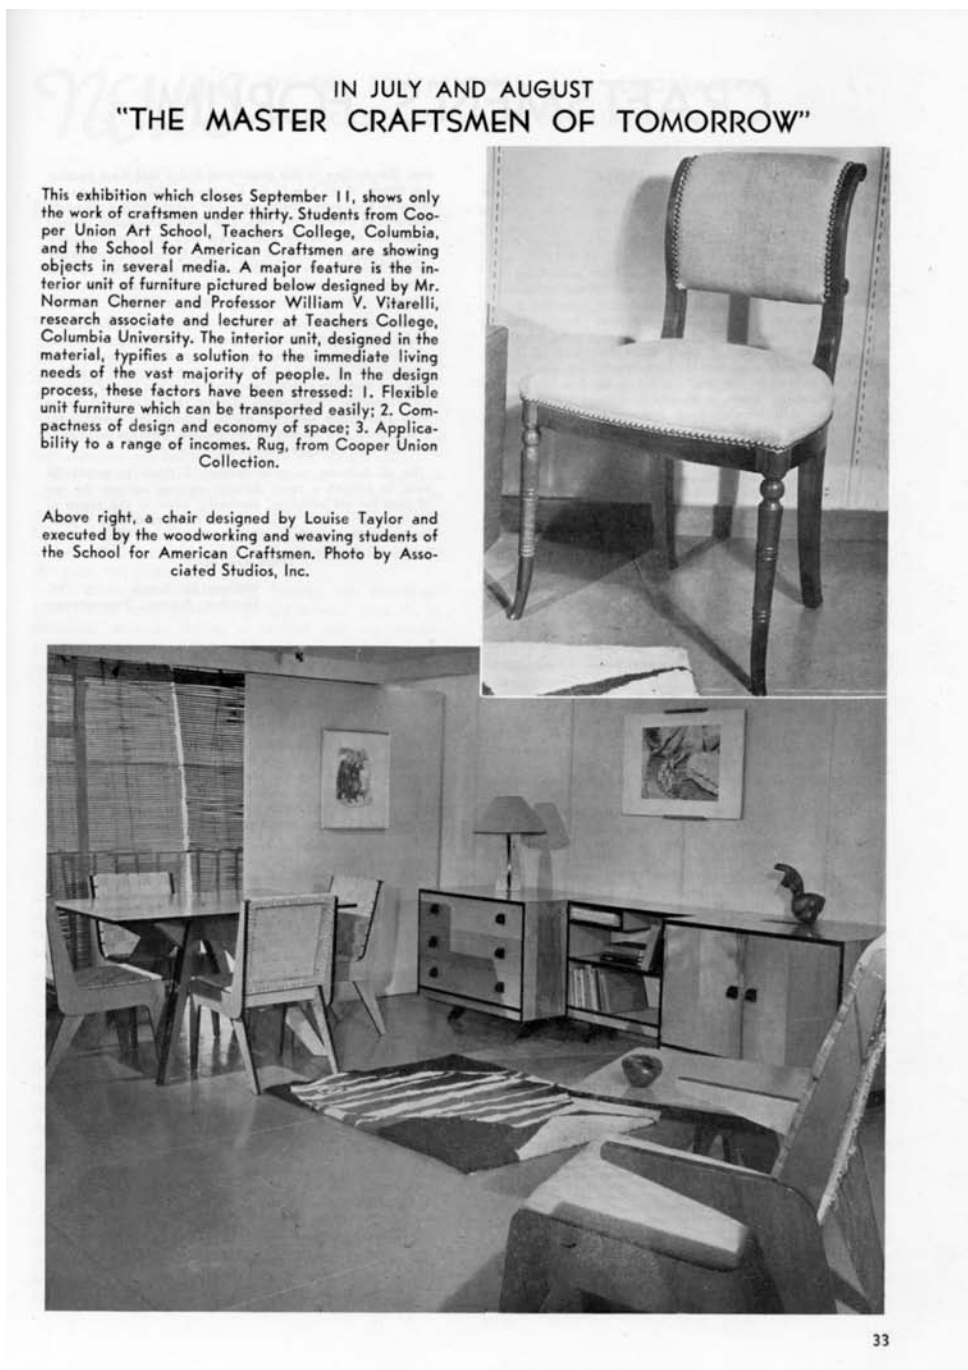 IN JULY AND AUGUST
"THE MASTER CRAFTSMEN OF TOMORROW"
This exhibition which closes September 11, shows only
the work of craftsmen under thirty. Students from Coo-
per Union Art School, Teachers College, Columbia,
and the School for American Craftsmen are showing
objects in several media. A major feature is the in-
terior unit of furniture pictured below designed by Mr.
Norman Cherner and Professor William V. Vitarelli,
research associate and lecturer at Teachers College,
Columbia University. The interior unit, designed in the
material, typifies a solution to the immediate living
needs of the vast majority of people. In the design
process, these factors have been stressed: 1. Flexible
unit furniture which can be transported easily; 2. Com-
pactness of design and economy of space; 3. Applica-
bility to a range of incomes. Rug, from Cooper Union
Collection.
Above right, a chair designed by Louise Taylor and
executed by the woodworking and weaving students of
the School for American Craftsmen. Photo by Asso-
ciated Studios, Inc.
33